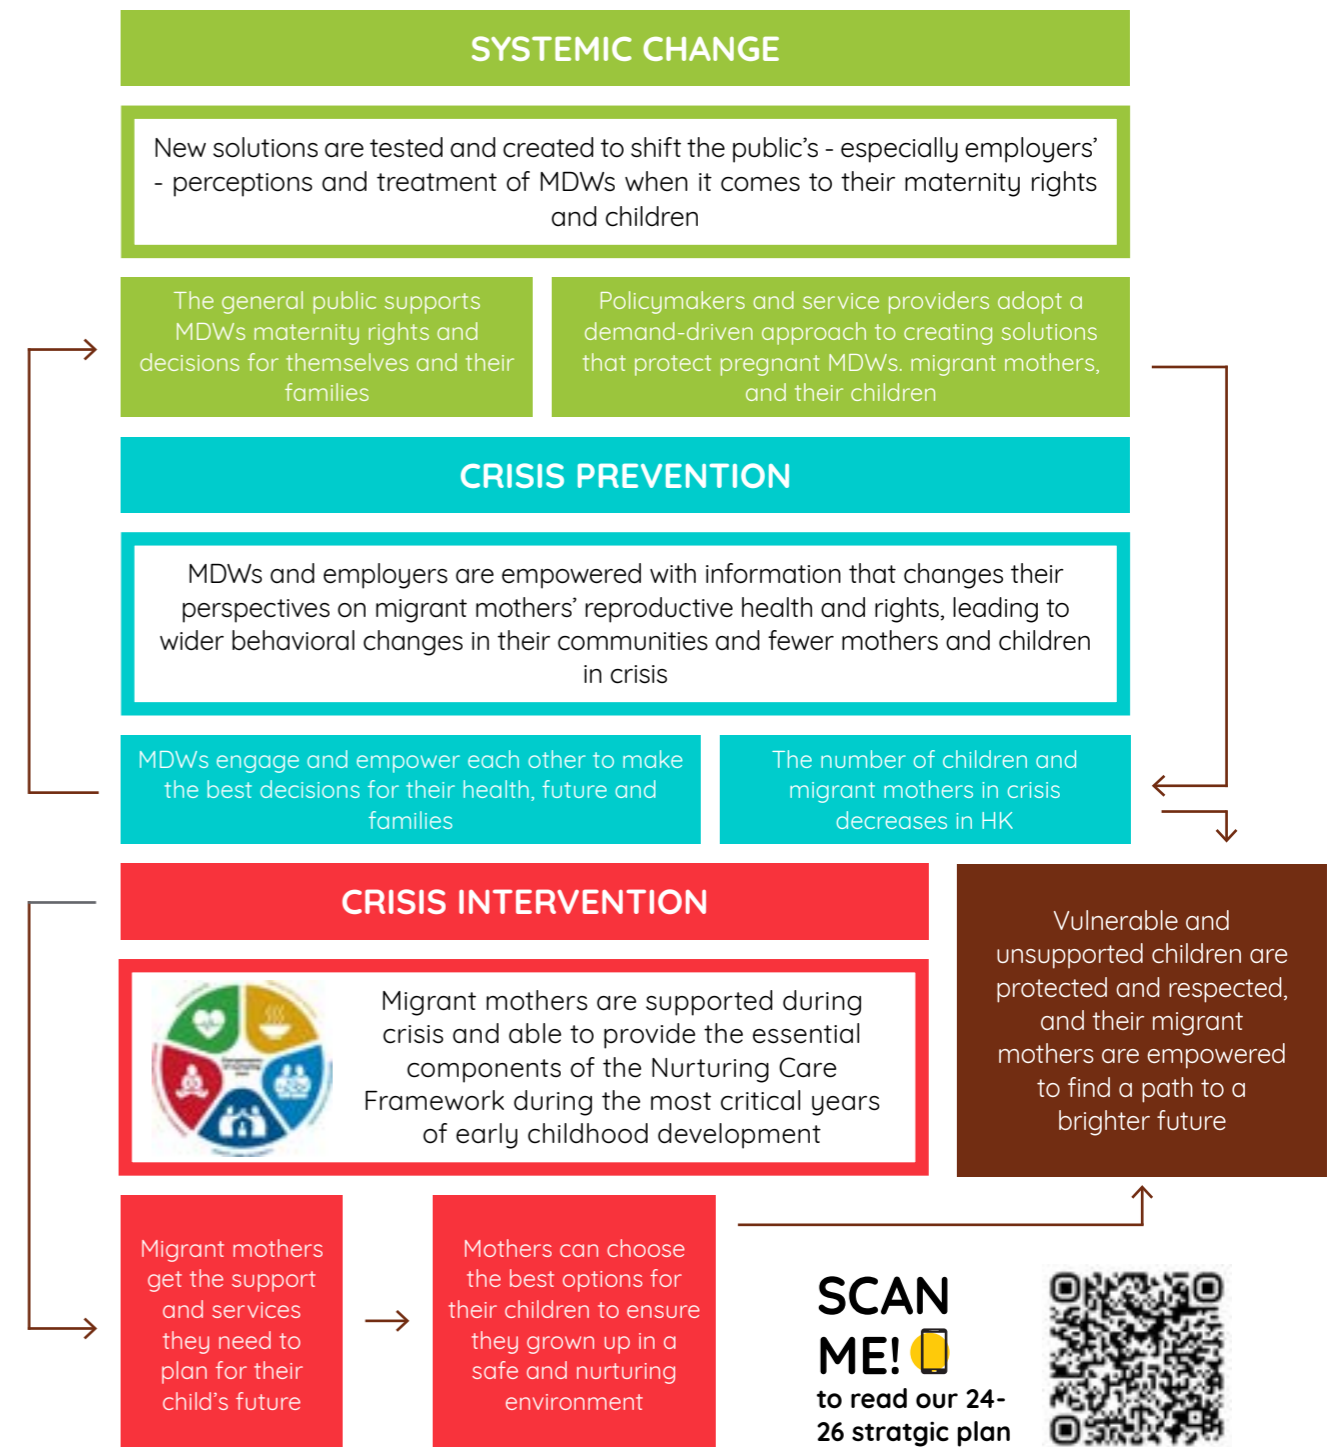 SYSTEMIC CHANGE
New solutions are tested and created to shift the public's - especially employers'
- perceptions and treatment of MDWs when it comes to their maternity rights
and children
The general public supports
MDWs maternity rights and
decisions for themselves and their
families
Policymakers and service providers adopt a
demand-driven approach to creating solutions
that protect pregnant MDWs. migrant mothers,
and their children
CRISIS PREVENTION
MDWs and employers are empowered with information that changes their
perspectives on migrant mothers' reproductive health and rights, leading to
wider behavioral changes in their communities and fewer mothers and children
in crisis
MDWs engage and empower each other to make
the best decisions for their health, future and
families
The number of children and
migrant mothers in crisis
decreases in HK
CRISIS INTERVENTION
Migrant mothers are supported during
crisis and able to provide the essential
components of the Nurturing Care
Framework during the most critical years
of early childhood development
Vulnerable and
unsupported children are
protected and respected,
and their migrant
mothers are empowered
to find a path to a
brighter future
Migrant mothers
get the support
and services
they need to
plan for their
child's future
Mothers can choose
the best options for
their children to ensure
they grown up in a
safe and nurturing
environment
SCAN
ME!
to read our 24-
26 stratgic plan